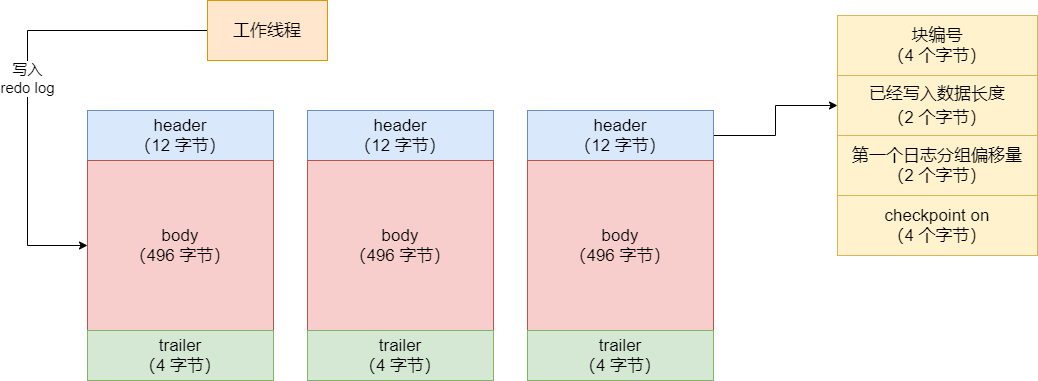 工作线程
写入
redo log
header
（12 字节）
body
（496 字节）
trailer
（4 字节）
header
（12 字节）
body
（496 字节）
trailer
（4 字节）
header
（12 字节）
body
（496 字节）
trailer
（4 字节）
块编号
（4 个字节）
已经写入数据长度
（2 个字节）
第一个日志分组偏移量
（2 个字节）
checkpoint on
（4 个字节）